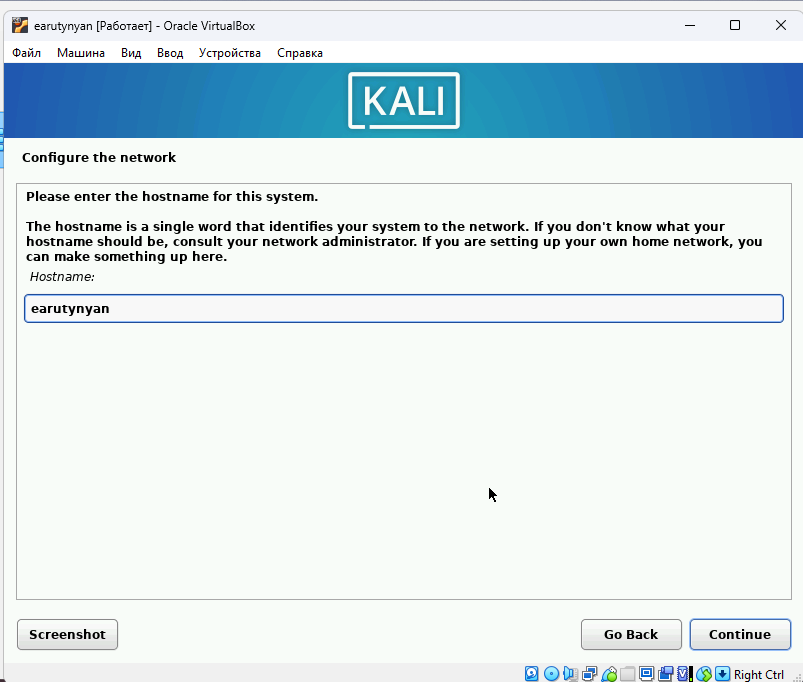 earutynyan [Работает] - Oracle VirtualBox
Файл Машина Вид Ввод Устройства Справка
KALI
Configure the network
Please enter the hostname for this system.
The hostname is a single word that identifies your system to the network. If you don't know what your
hostname should be, consult your network administrator. If you are setting up your own home network, you
can make something up here.
Hostname:
earutynyan
Screenshot Go Back Continue
Right Ctrl